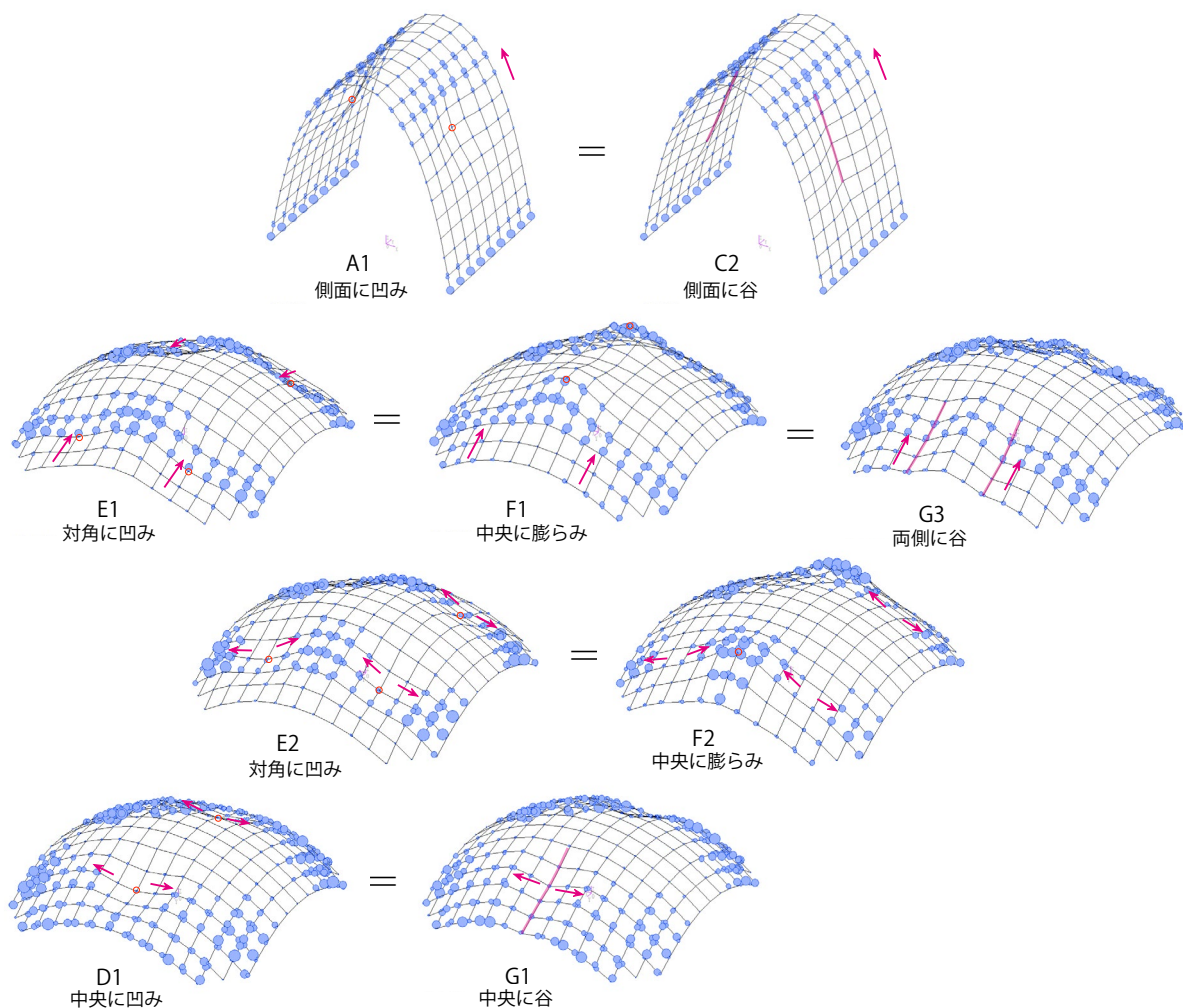 =
A1
側面に凹み
C2
側面に谷
=
=
E1
対角に凹み
F1
中央に膨らみ
G3
両側に谷
=
E2
対角に凹み
F2
中央に膨らみ
=
D1
中央に凹み
G1
中央に谷